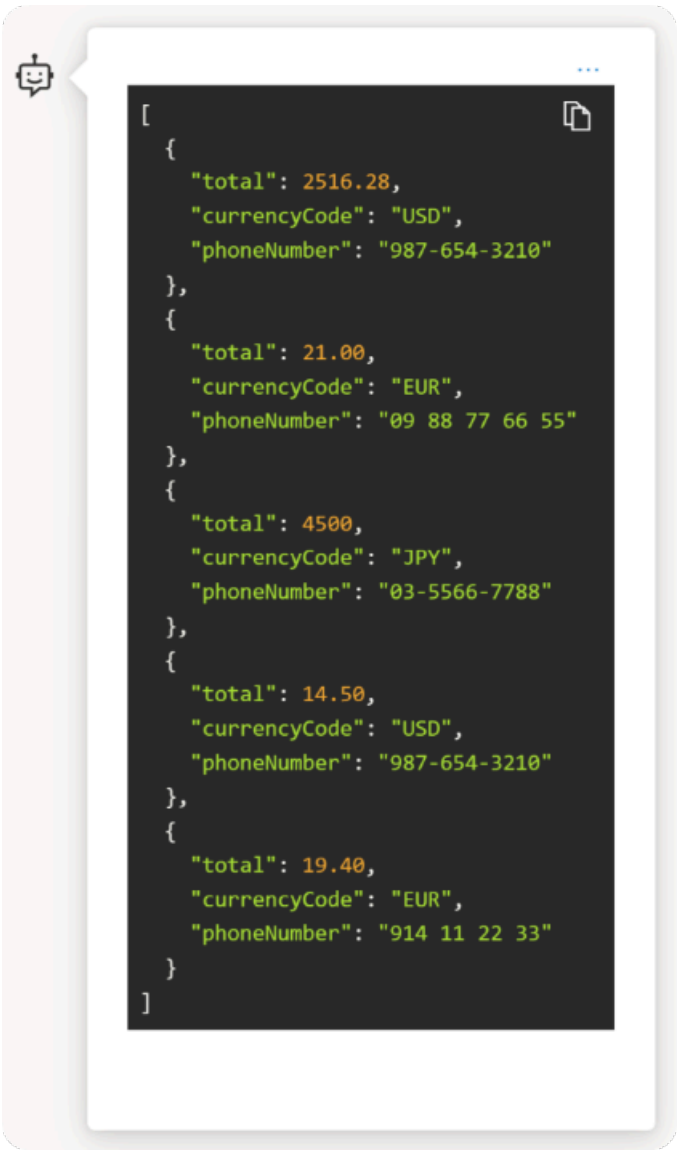 [
  {
    "total": 2516.28,
    "currencyCode": "USD",
    "phoneNumber": "987-654-3210"
  },
  {
    "total": 21.00,
    "currencyCode": "EUR",
    "phoneNumber": "09 88 77 66 55"
  },
  {
    "total": 4500,
    "currencyCode": "JPY",
    "phoneNumber": "03-5566-7788"
  },
  {
    "total": 14.50,
    "currencyCode": "USD",
    "phoneNumber": "987-654-3210"
  },
  {
    "total": 19.40,
    "currencyCode": "EUR",
    "phoneNumber": "914 11 22 33"
  }
]